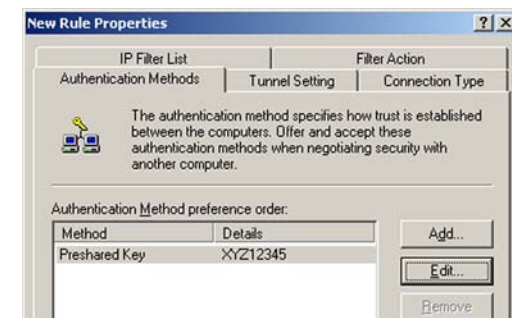 New Rule Properties
IP Filter List Filter Action
Authentication Methods Tunnel Setting Connection Type
The authentication method specifies how trust is established
between the computers. Offer and accept these
authentication methods when negotiating security with
another computer.
Authentication Method preference order:
Method Details
Preshared Key XYZ12345
Add...
Edit...
Remove